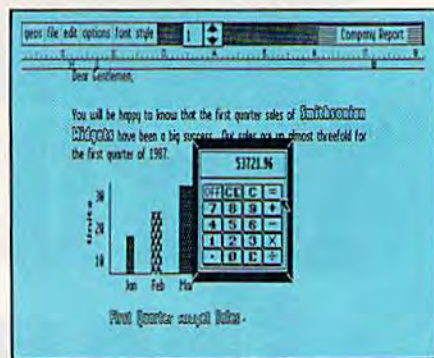 geos file edit options font style 1 Company Report
Dear Gentlemen,
You will be happy to know that the first quarter sales of Smithsonian
Widgets have been a big success. Our sales are up almost threefold for
the first quarter of 1987.
53721.96
OFF CE C =
7 8 9 +
4 5 6 -
1 2 3 X
. 0 E ÷
30
20
10
Units
Jan Feb Mar
First Quarter Sales.